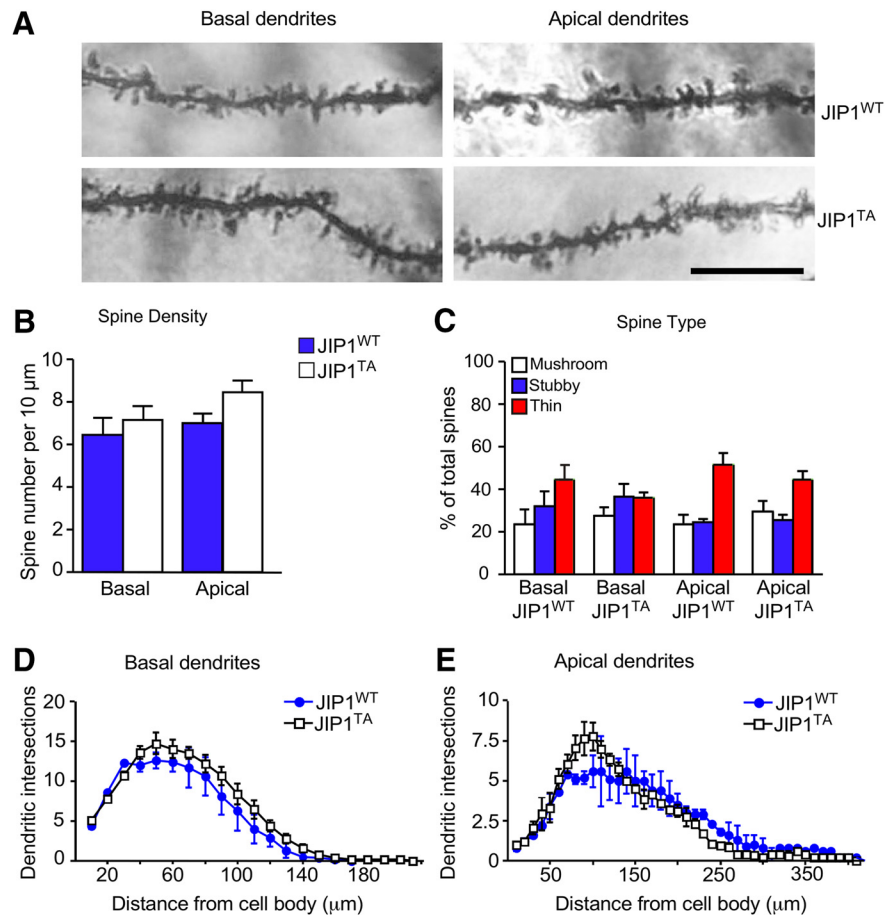 A
Basal dendrites
Apical dendrites
JIP1WT
JIP1TA
B
Spine Density
JIP1WT
JIP1TA
Spine number per 10 µm
10
8
6
4
2
0
Basal
Apical
C
Spine Type
Mushroom
Stubby
Thin
% of total spines
100
80
60
40
20
0
Basal JIP1WT
Basal JIP1TA
Apical JIP1WT
Apical JIP1TA
D
Basal dendrites
JIP1WT
JIP1TA
Dendritic intersections
20
15
10
5
0
20
60
100
140
180
Distance from cell body (µm)
E
Apical dendrites
JIP1WT
JIP1TA
Dendritic intersections
10
7.5
5
2.5
0
50
150
250
350
Distance from cell body (µm)